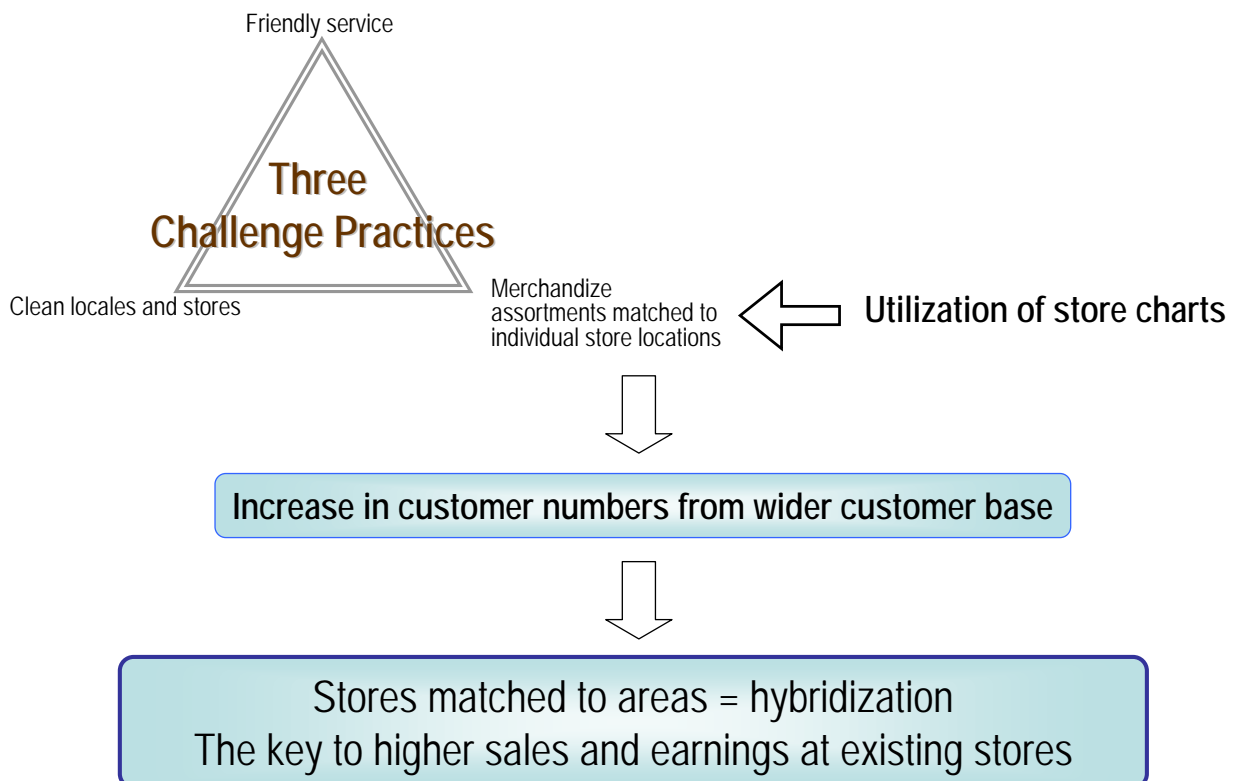 Friendly service
Three
Challenge Practices
Clean locales and stores
Merchandize
assortments matched to
individual store locations
Utilization of store charts
Increase in customer numbers from wider customer base
Stores matched to areas = hybridization
The key to higher sales and earnings at existing stores